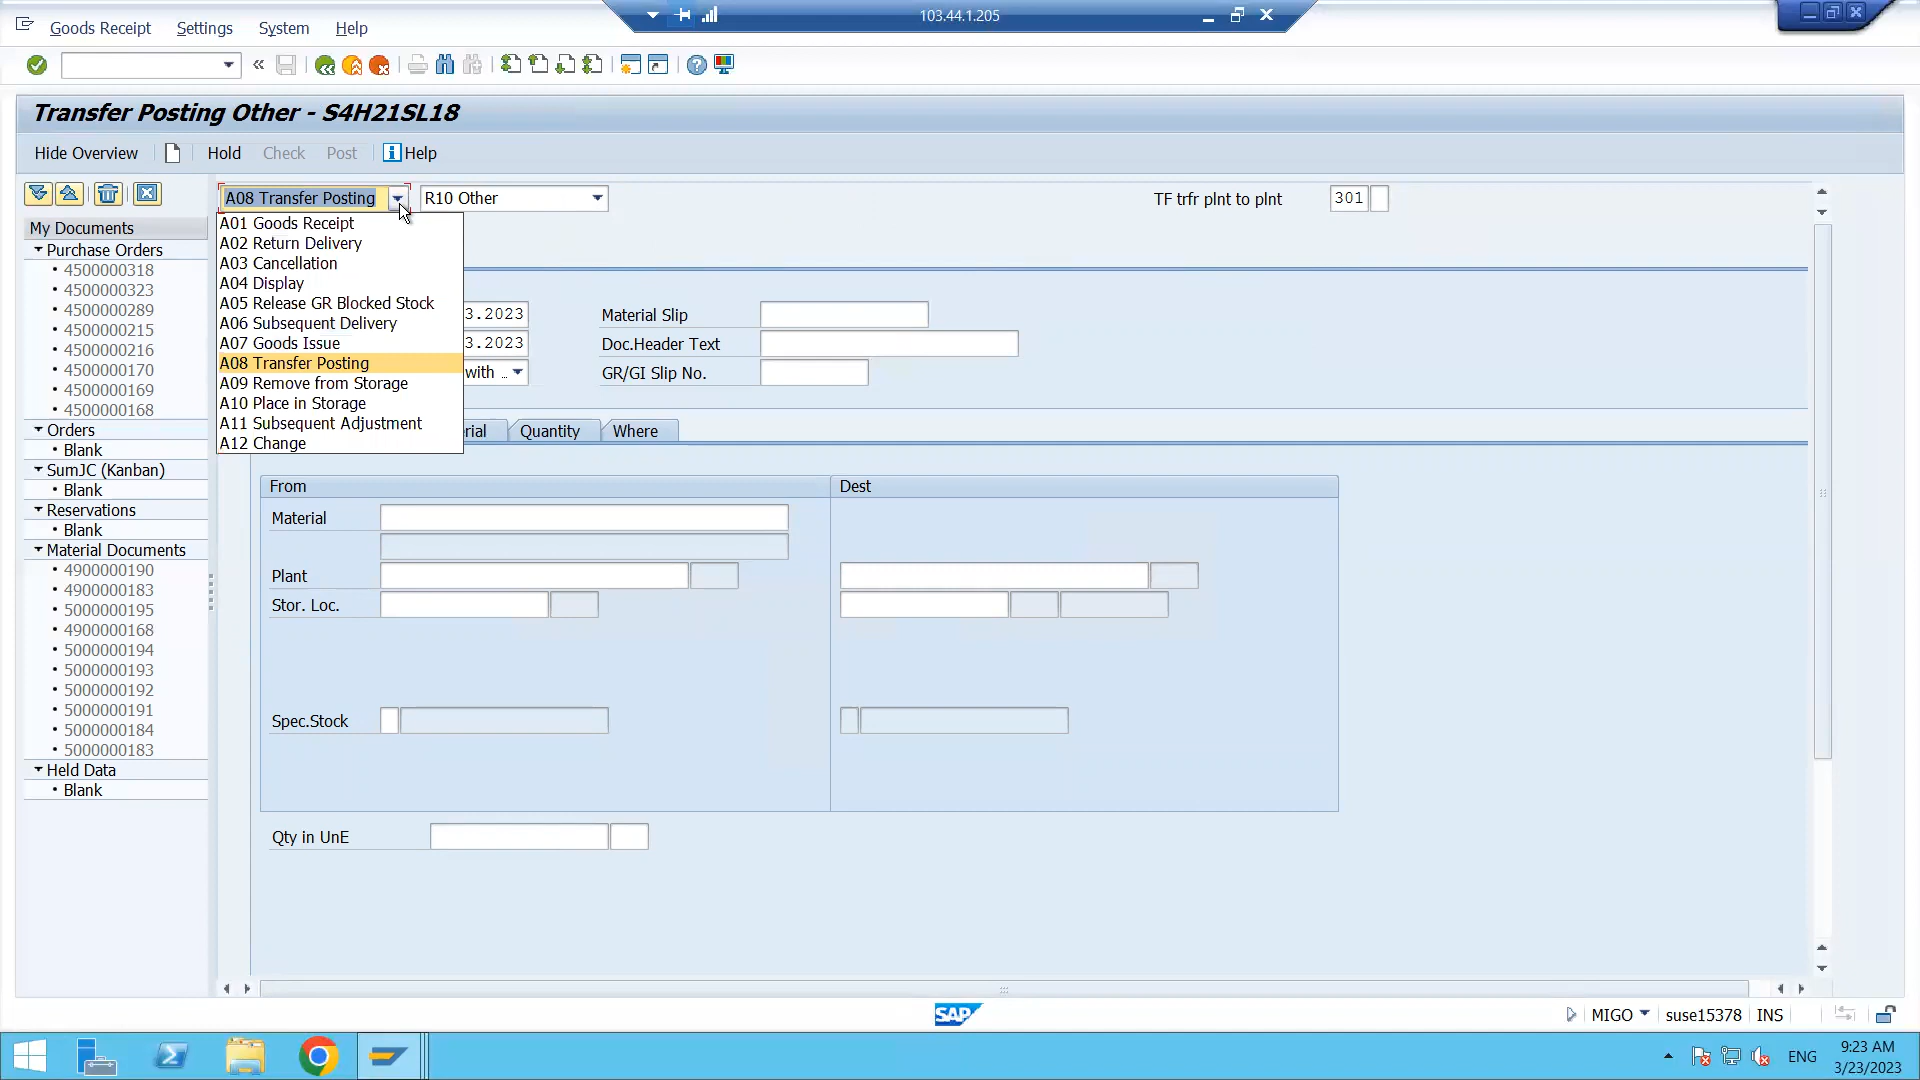 103.44.1.205
Goods Receipt Settings System Help
Transfer Posting Other - S4H21SL18
Hide Overview Hold Check Post Help
A08 Transfer Posting R10 Other TF trfr plnt to plnt 301
A01 Goods Receipt
A02 Return Delivery
A03 Cancellation
A04 Display
A05 Release GR Blocked Stock
A06 Subsequent Delivery
A07 Goods Issue
A08 Transfer Posting
A09 Remove from Storage
A10 Place in Storage
A11 Subsequent Adjustment
A12 Change
My Documents
Purchase Orders
4500000318
4500000323
4500000289
4500000215
4500000216
4500000170
4500000169
4500000168
Orders
Blank
SumJC (Kanban)
Blank
Reservations
Blank
Material Documents
4900000190
4900000183
5000000195
4900000168
5000000194
5000000193
5000000192
5000000191
5000000184
5000000183
Held Data
Blank
3.2023 Material Slip
3.2023 Doc.Header Text
with .. GR/GI Slip No.
rial Quantity Where
From Dest
Material
Plant
Stor. Loc.
Spec.Stock
Qty in UnE
SAP MIGO suse15378 INS
ENG 9:23 AM
3/23/2023